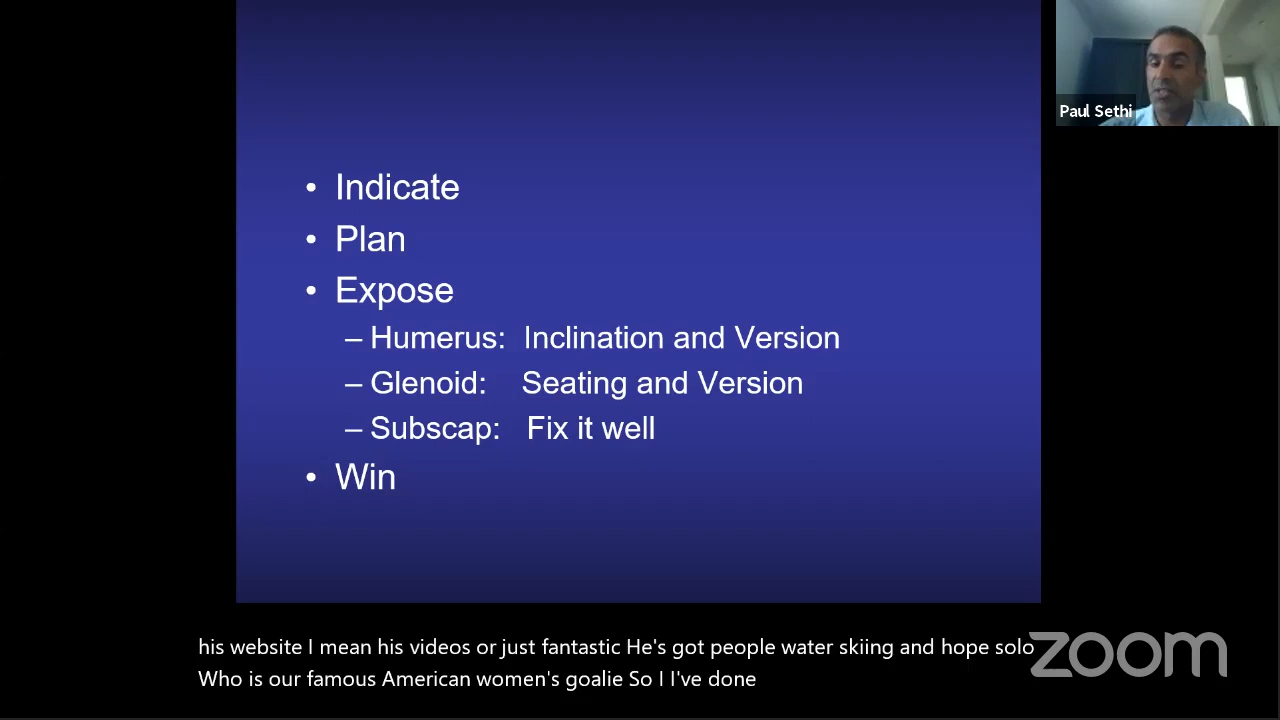 Paul Sethi
• Indicate
• Plan
• Expose
– Humerus: Inclination and Version
– Glenoid: Seating and Version
– Subscap: Fix it well
• Win
his website I mean his videos or just fantastic He's got people water skiing and hope solo
Who is our famous American women's goalie So I I've done
zoom